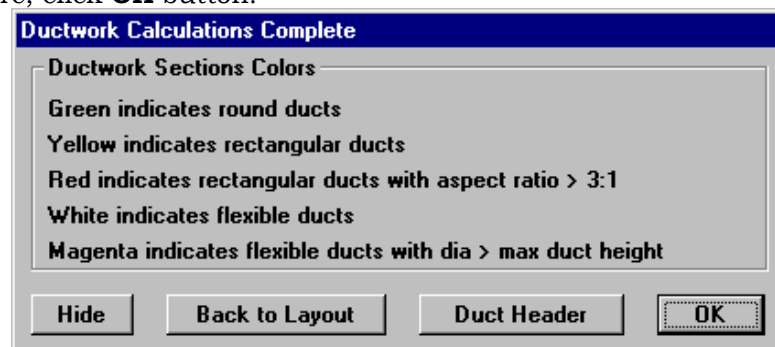 click OK button.
Ductwork Calculations Complete
Ductwork Sections Colors
Green indicates round ducts
Yellow indicates rectangular ducts
Red indicates rectangular ducts with aspect ratio > 3:1
White indicates flexible ducts
Magenta indicates flexible ducts with dia > max duct height
Hide Back to Layout Duct Header OK